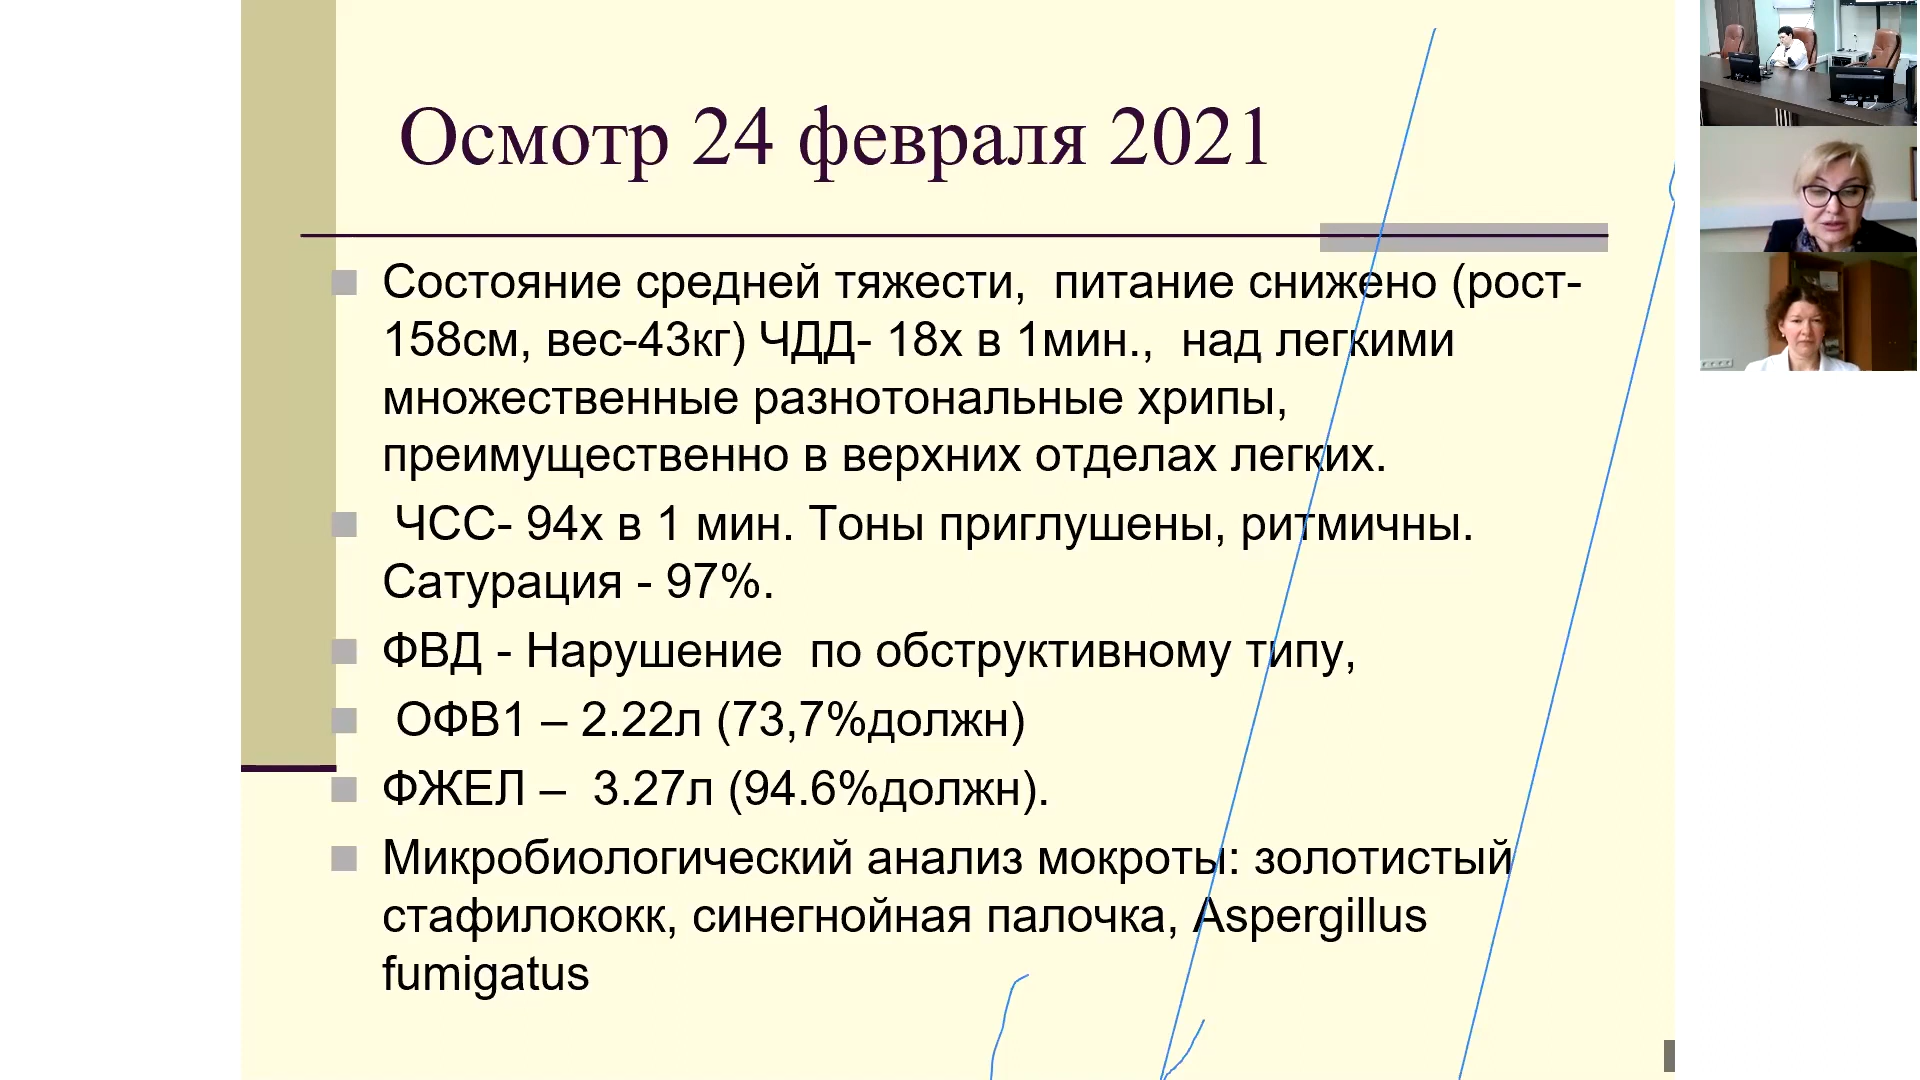 Осмотр 24 февраля 2021
Состояние средней тяжести, питание снижено (рост-
158см, вес-43кг) ЧДД- 18х в 1мин., над легкими
множественные разнотональные хрипы,
преимущественно в верхних отделах легких.
ЧСС- 94х в 1 мин. Тоны приглушены, ритмичны.
Сатурация - 97%.
ФВД - Нарушение по обструктивному типу,
ОФВ1 – 2.22л (73,7%должн)
ФЖЕЛ – 3.27л (94.6%должн).
Микробиологический анализ мокроты: золотистый
стафилококк, синегнойная палочка, Aspergillus
fumigatus